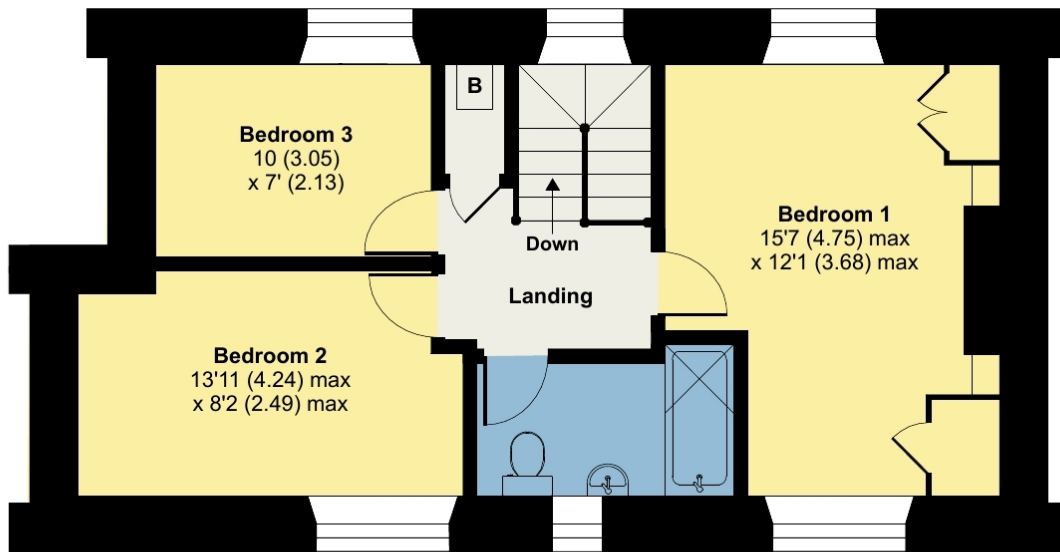 B
Bedroom 3
10 (3.05)
x 7' (2.13)
Bedroom 1
15'7 (4.75) max
x 12'1 (3.68) max
Down
Landing
Bedroom 2
13'11 (4.24) max
x 8'2 (2.49) max